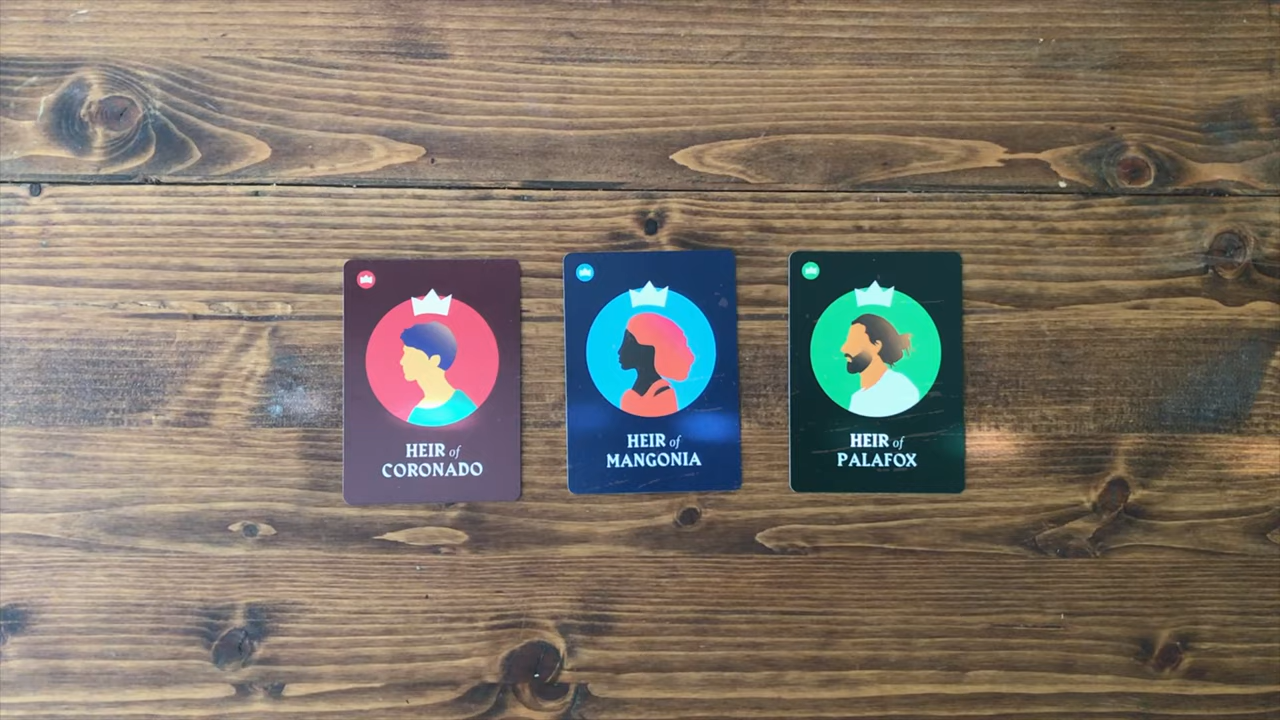 HEIR of
CORONADO
HEIR of
MANGONIA
HEIR of
PALAFOX